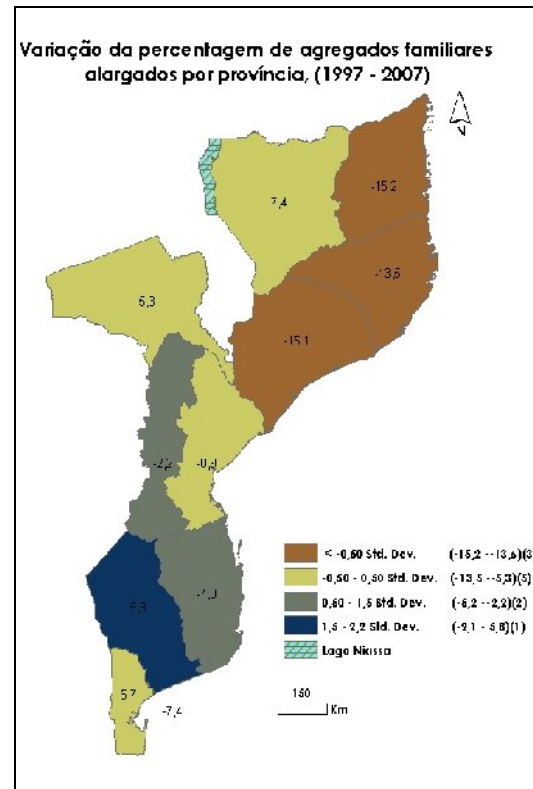 Variação da percentagem de agregados familiares
alargados por província, (1997 - 2007)
N
-15,2
7,4
-13,6
6,3
-15,1
-2,2
5,7
-7,4
< -0,50 Std. Dev. (-15,2 --13,6)(3
-0,50 - 0,50 Std. Dev. (-13,5 --5,3)(5)
0,50 - 1,5 Std. Dev. (-5,2 --2,2)(2)
1,5 - 2,2 Std. Dev. (-2,1 - 5,8)(1)
Lago Niassa
150
Km